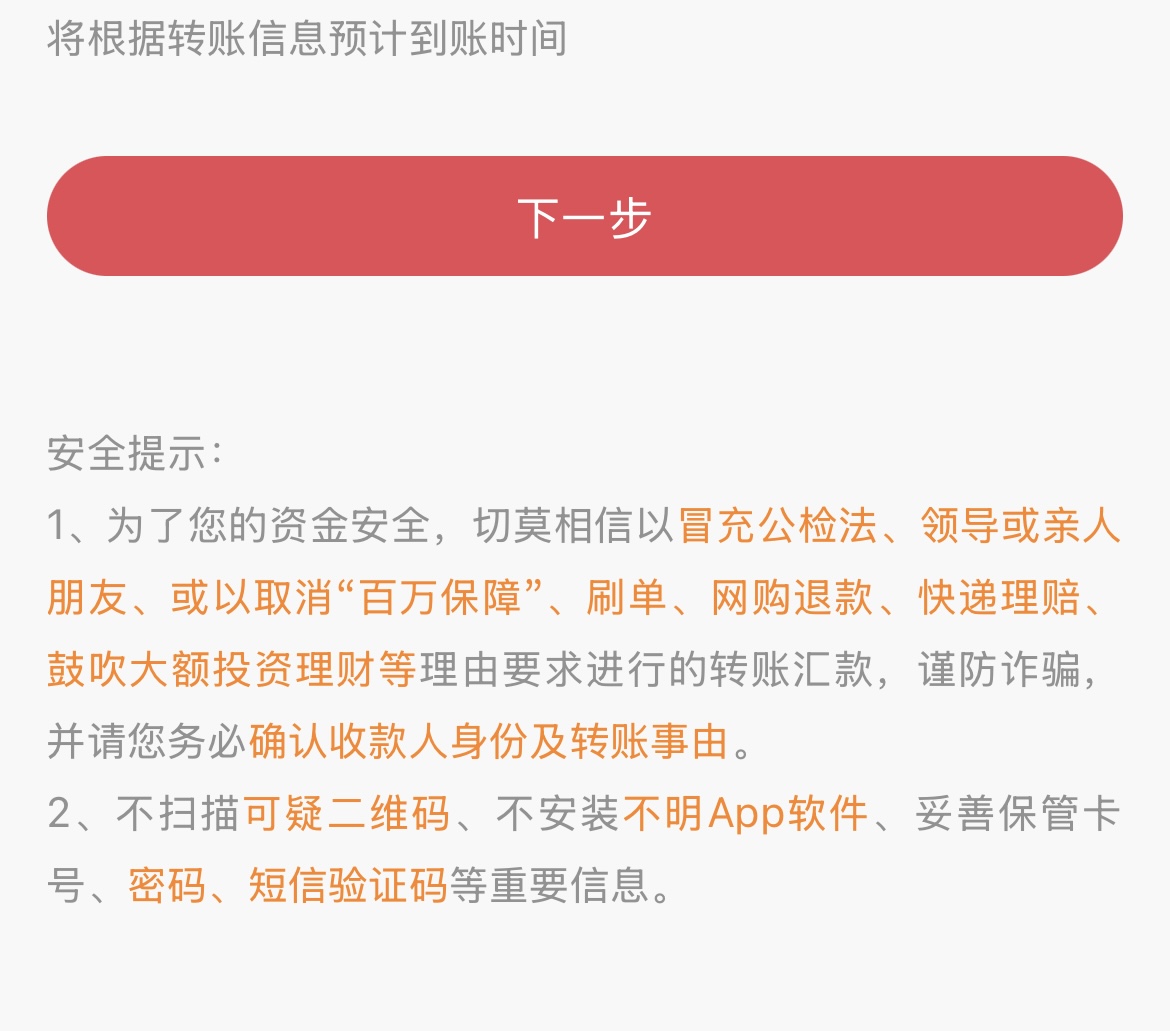 将根据转账信息预计到账时间
下一步
安全提示：
1、为了您的资金安全，切莫相信以冒充公检法、领导或亲人
朋友、或以取消“百万保障”、刷单、网购退款、快递理赔、
鼓吹大额投资理财等理由要求进行的转账汇款，谨防诈骗，
并请您务必确认收款人身份及转账事由。
2、不扫描可疑二维码、不安装不明App软件、妥善保管卡
号、密码、短信验证码等重要信息。